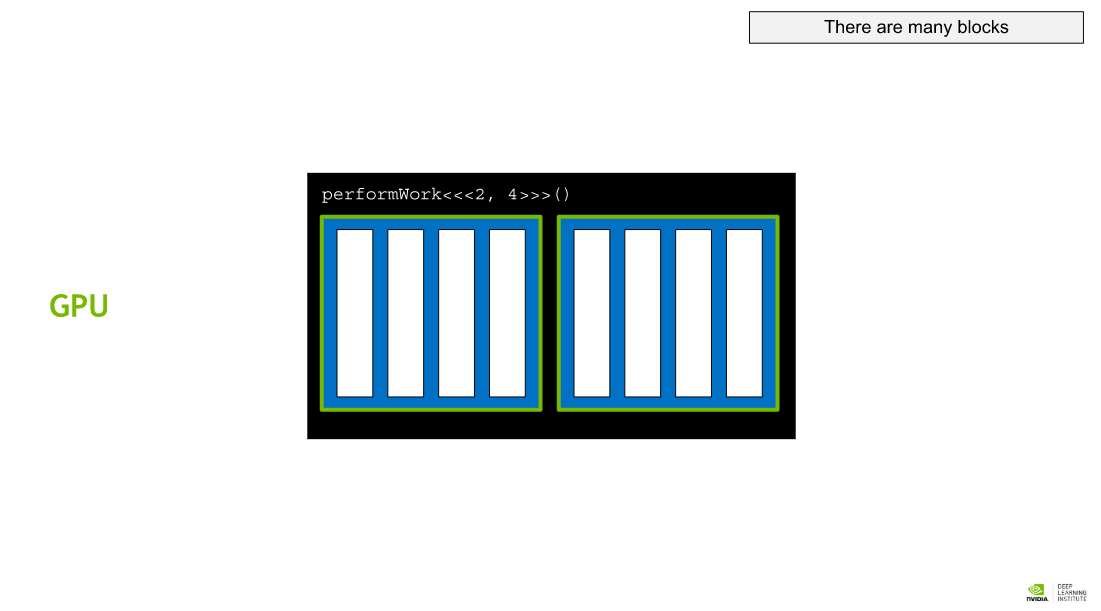 There are many blocks
performWork<<<2, 4>>>()
GPU
NVIDIA
DEEP
LEARNING
INSTITUTE